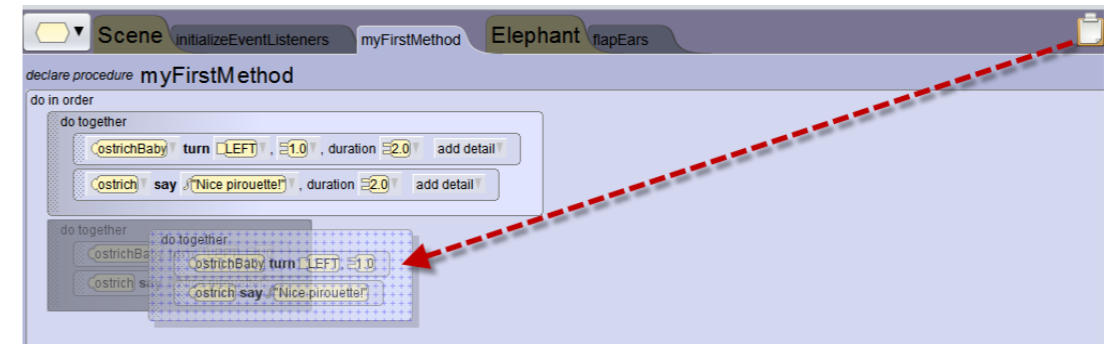 Scene initializeEventListeners myFirstMethod Elephant flapEars
declare procedure myFirstMethod
do in order
do together
ostrichBaby turn LEFT , 1.0 , duration 2.0 add detail
ostrich say "Nice pirouette!" , duration 2.0 add detail
do together
do together
ostrichBaby turn LEFT, 1.0
ostrich say "Nice pirouette!"